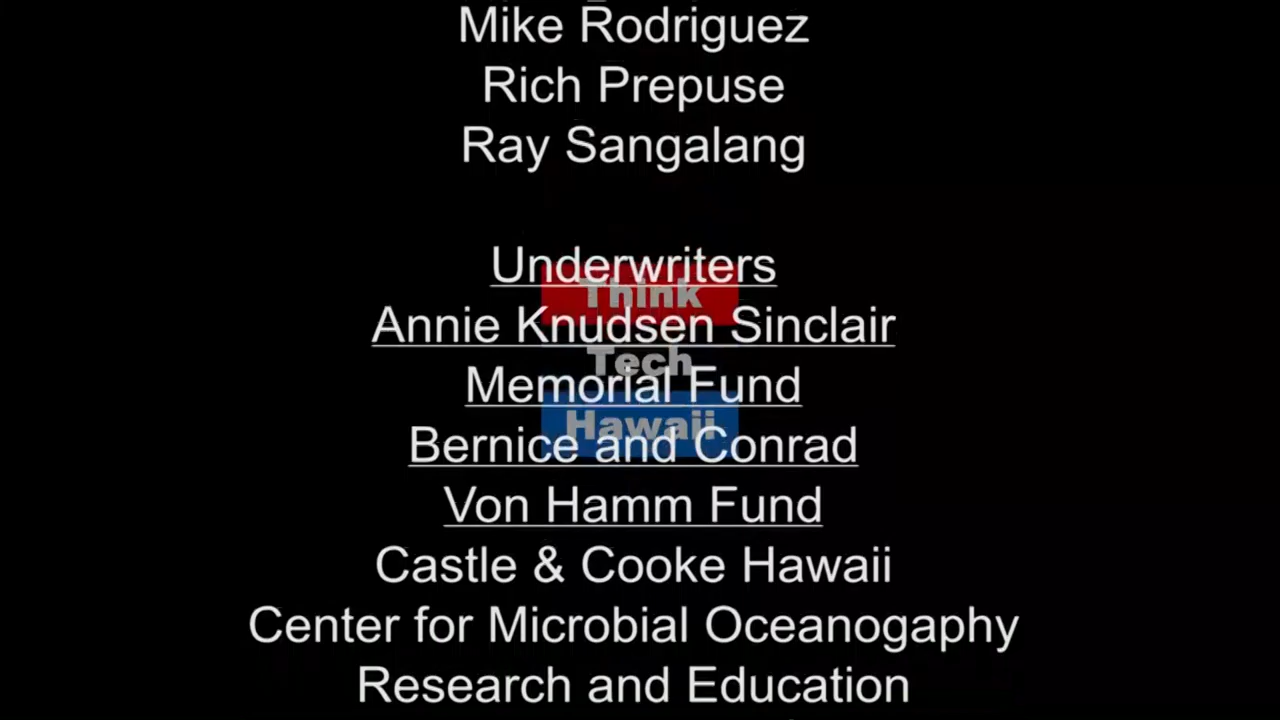 Mike Rodriguez
Rich Prepuse
Ray Sangalang
Underwriters
Think
Annie Knudsen Sinclair
Tech
Memorial Fund
Hawaii
Bernice and Conrad
Von Hamm Fund
Castle & Cooke Hawaii
Center for Microbial Oceanogaphy
Research and Education